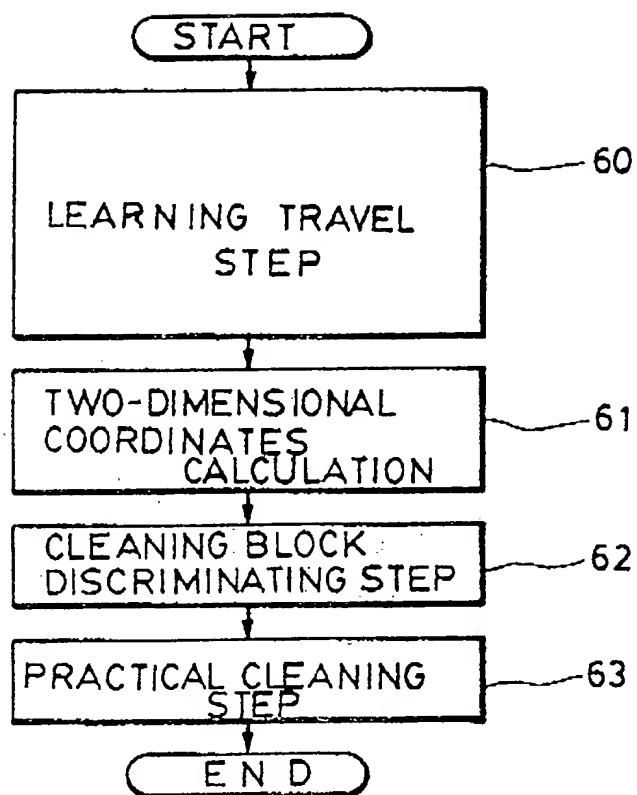 START
LEARNING TRAVEL
STEP
60
TWO-DIMENSIONAL
COORDINATES
CALCULATION
61
CLEANING BLOCK
DISCRIMINATING STEP
62
PRACTICAL CLEANING
STEP
63
END